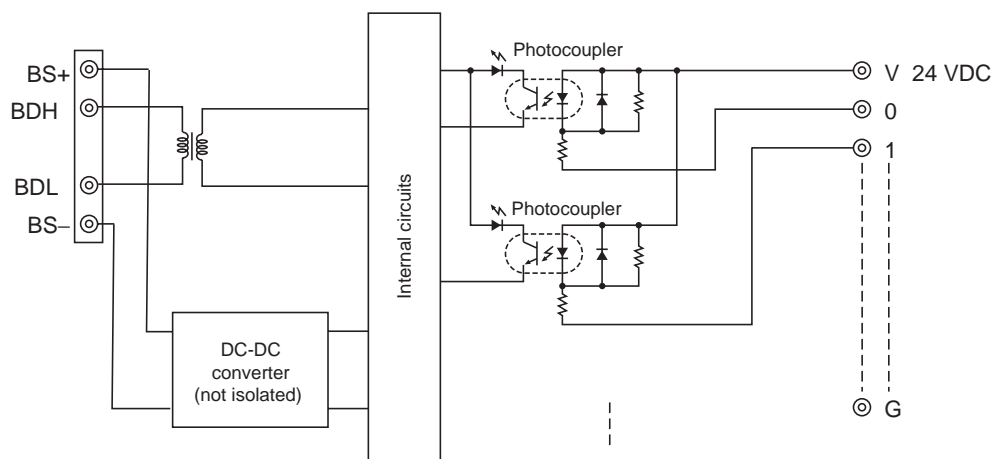 BS+
BDH
BDL
BS–
DC-DC
converter
(not isolated)
Internal circuits
Photocoupler
Photocoupler
V 24 VDC
0
1
G